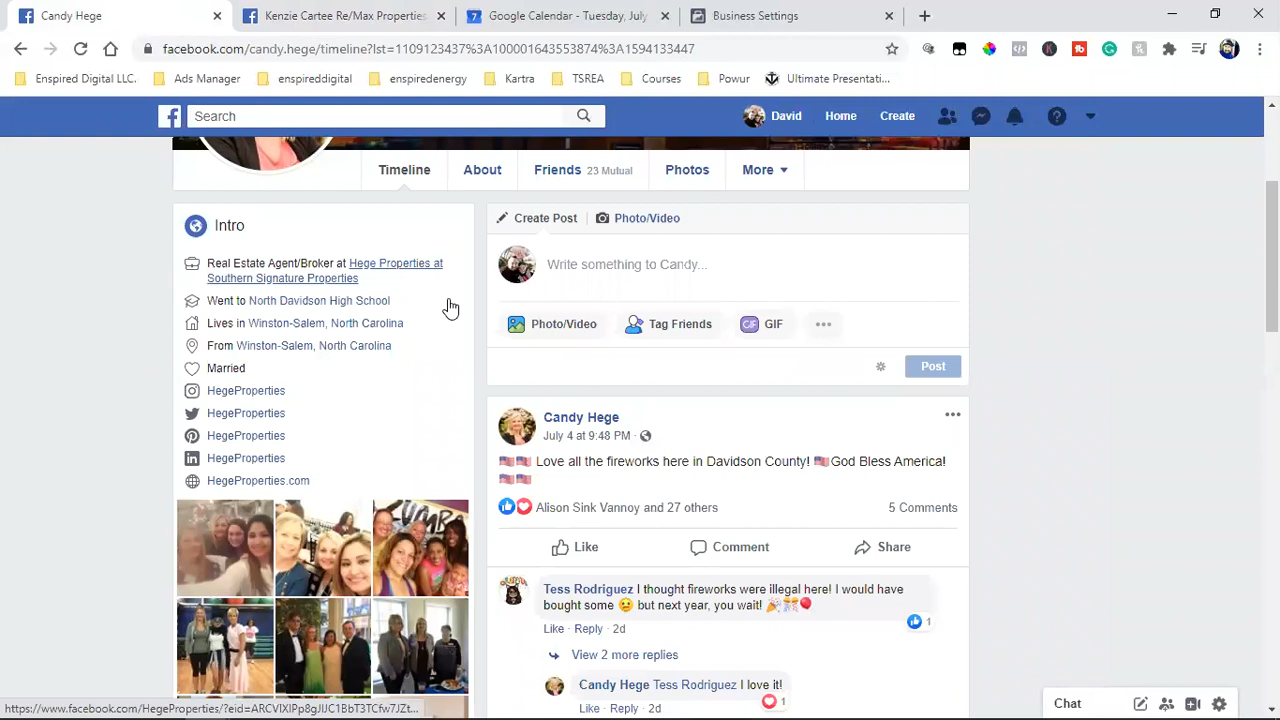 Candy Hege
Kenzie Cartee Re/Max Properties,
Google Calendar - Tuesday, July
Business Settings
facebook.com/candy.hege/timeline?lst=1109123437%3A100001643553874%3A1594133447
Enspired Digital LLC.
Ads Manager
enspireddigital
enspiredenergy
Kartra
TSREA
Courses
Powur
Ultimate Presentati...
Search
David
Home
Create
Timeline
About
Friends 23 Mutual
Photos
More
Intro
Real Estate Agent/Broker at Hege Properties at
Southern Signature Properties
Went to North Davidson High School
Lives in Winston-Salem, North Carolina
From Winston-Salem, North Carolina
Married
HegeProperties
HegeProperties
HegeProperties
HegeProperties
HegeProperties.com
Create Post
Photo/Video
Write something to Candy...
Photo/Video
Tag Friends
GIF
Post
Candy Hege
July 4 at 9:48 PM ·
🇺🇸🇺🇸 Love all the fireworks here in Davidson County! 🇺🇸God Bless America!
🇺🇸🇺🇸
Alison Sink Vannoy and 27 others
5 Comments
Like
Comment
Share
Tess Rodriguez I thought fireworks were illegal here! I would have
bought some 😕 but next year, you wait! 🎉🎊🎈
1
Like · Reply · 2d
View 2 more replies
Candy Hege Tess Rodriguez I love it!
1
Like · Reply · 2d
Chat
https://www.facebook.com/HegeProperties/?eid=ARCVIXlPp8gJlJC1BbT3TCfw7JZt...